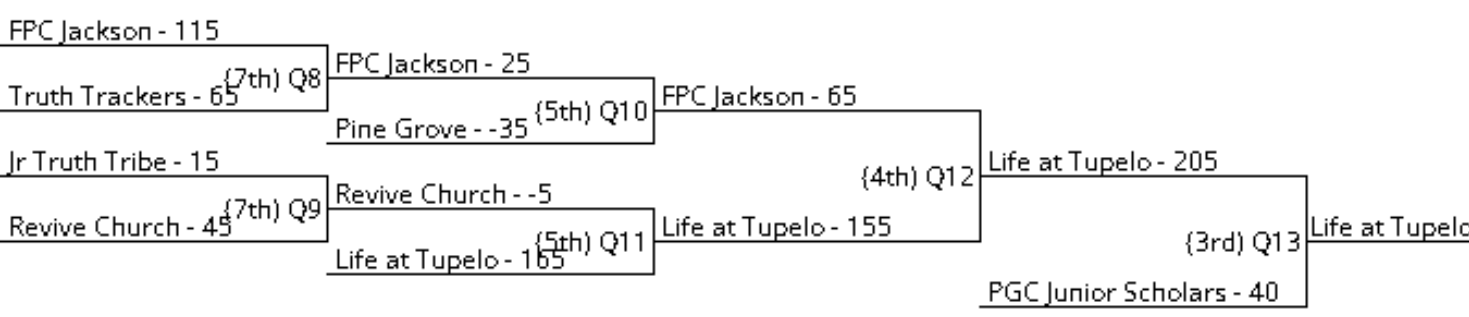 FPC Jackson - 115
{7th) Q8
Truth Trackers - 65
FPC Jackson - 25
{5th) Q10
Pine Grove - -35
FPC Jackson - 65
Jr Truth Tribe - 15
{7th) Q9
Revive Church - 45
Revive Church - -5
{5th) Q11
Life at Tupelo - 165
Life at Tupelo - 155
{4th) Q12
Life at Tupelo - 205
{3rd) Q13
PGC Junior Scholars - 40
Life at Tupelo